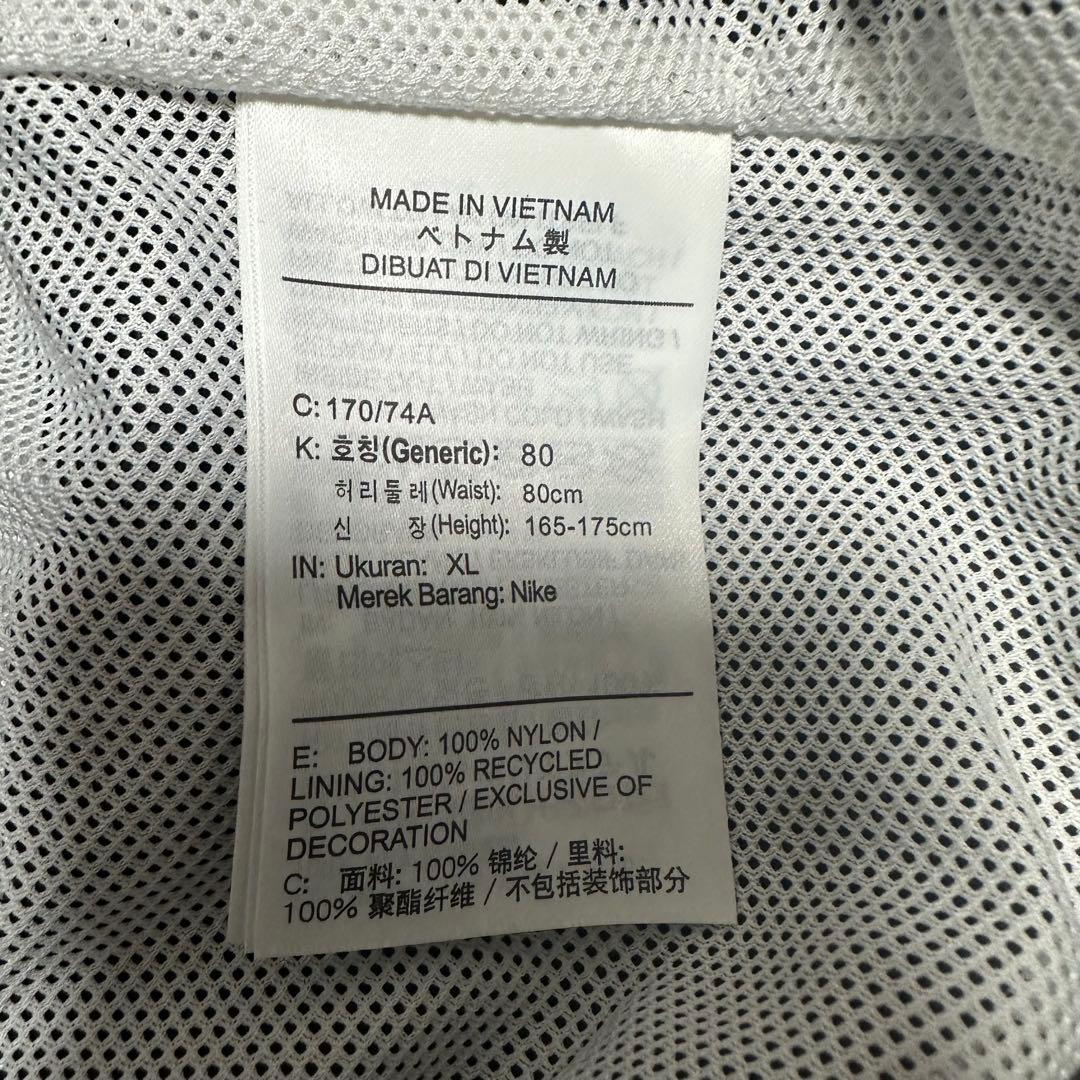 MADE IN VIETNAM
ベトナム製
DIBUAT DI VIETNAM
C: 170/74A
K: 호칭(Generic): 80
허리둘레(Waist): 80cm
신 장(Height): 165-175cm
IN: Ukuran: XL
Merek Barang: Nike
E: BODY: 100% NYLON /
LINING: 100% RECYCLED
POLYESTER / EXCLUSIVE OF
DECORATION
C: 面料: 100% 锦纶 / 里料:
100% 聚酯纤维 / 不包括装饰部分